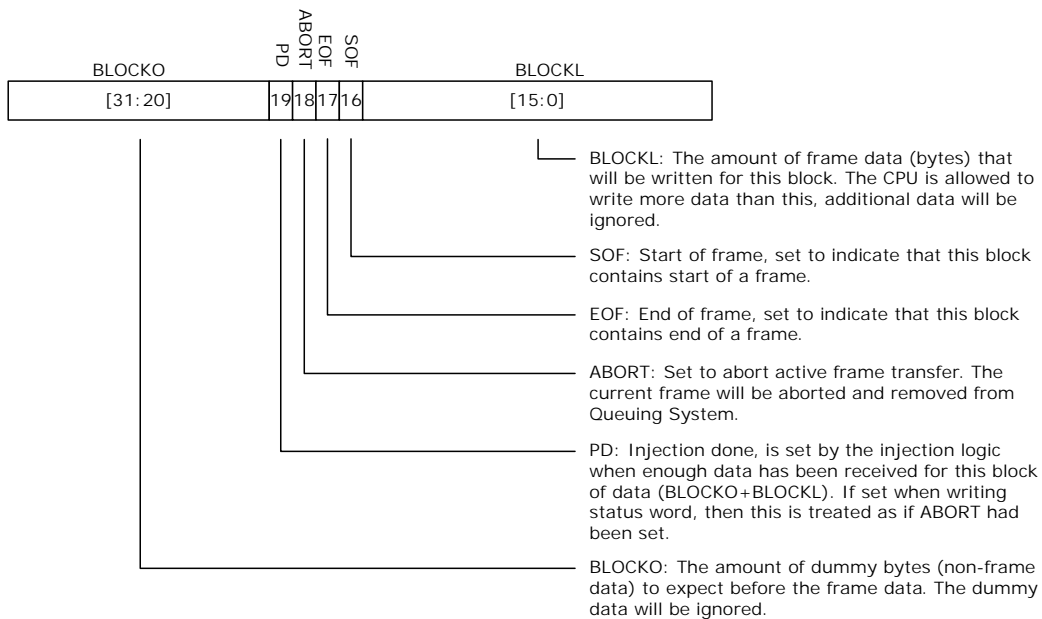 PD
ABORT
EOF
SOF
BLOCKO
BLOCKL
[31:20]
19
18
17
16
[15:0]
BLOCKL: The amount of frame data (bytes) that
will be written for this block. The CPU is allowed to
write more data than this, additional data will be
ignored.
SOF: Start of frame, set to indicate that this block
contains start of a frame.
EOF: End of frame, set to indicate that this block
contains end of a frame.
ABORT: Set to abort active frame transfer. The
current frame will be aborted and removed from
Queuing System.
PD: Injection done, is set by the injection logic
when enough data has been received for this block
of data (BLOCKO+BLOCKL). If set when writing
status word, then this is treated as if ABORT had
been set.
BLOCKO: The amount of dummy bytes (non-frame
data) to expect before the frame data. The dummy
data will be ignored.